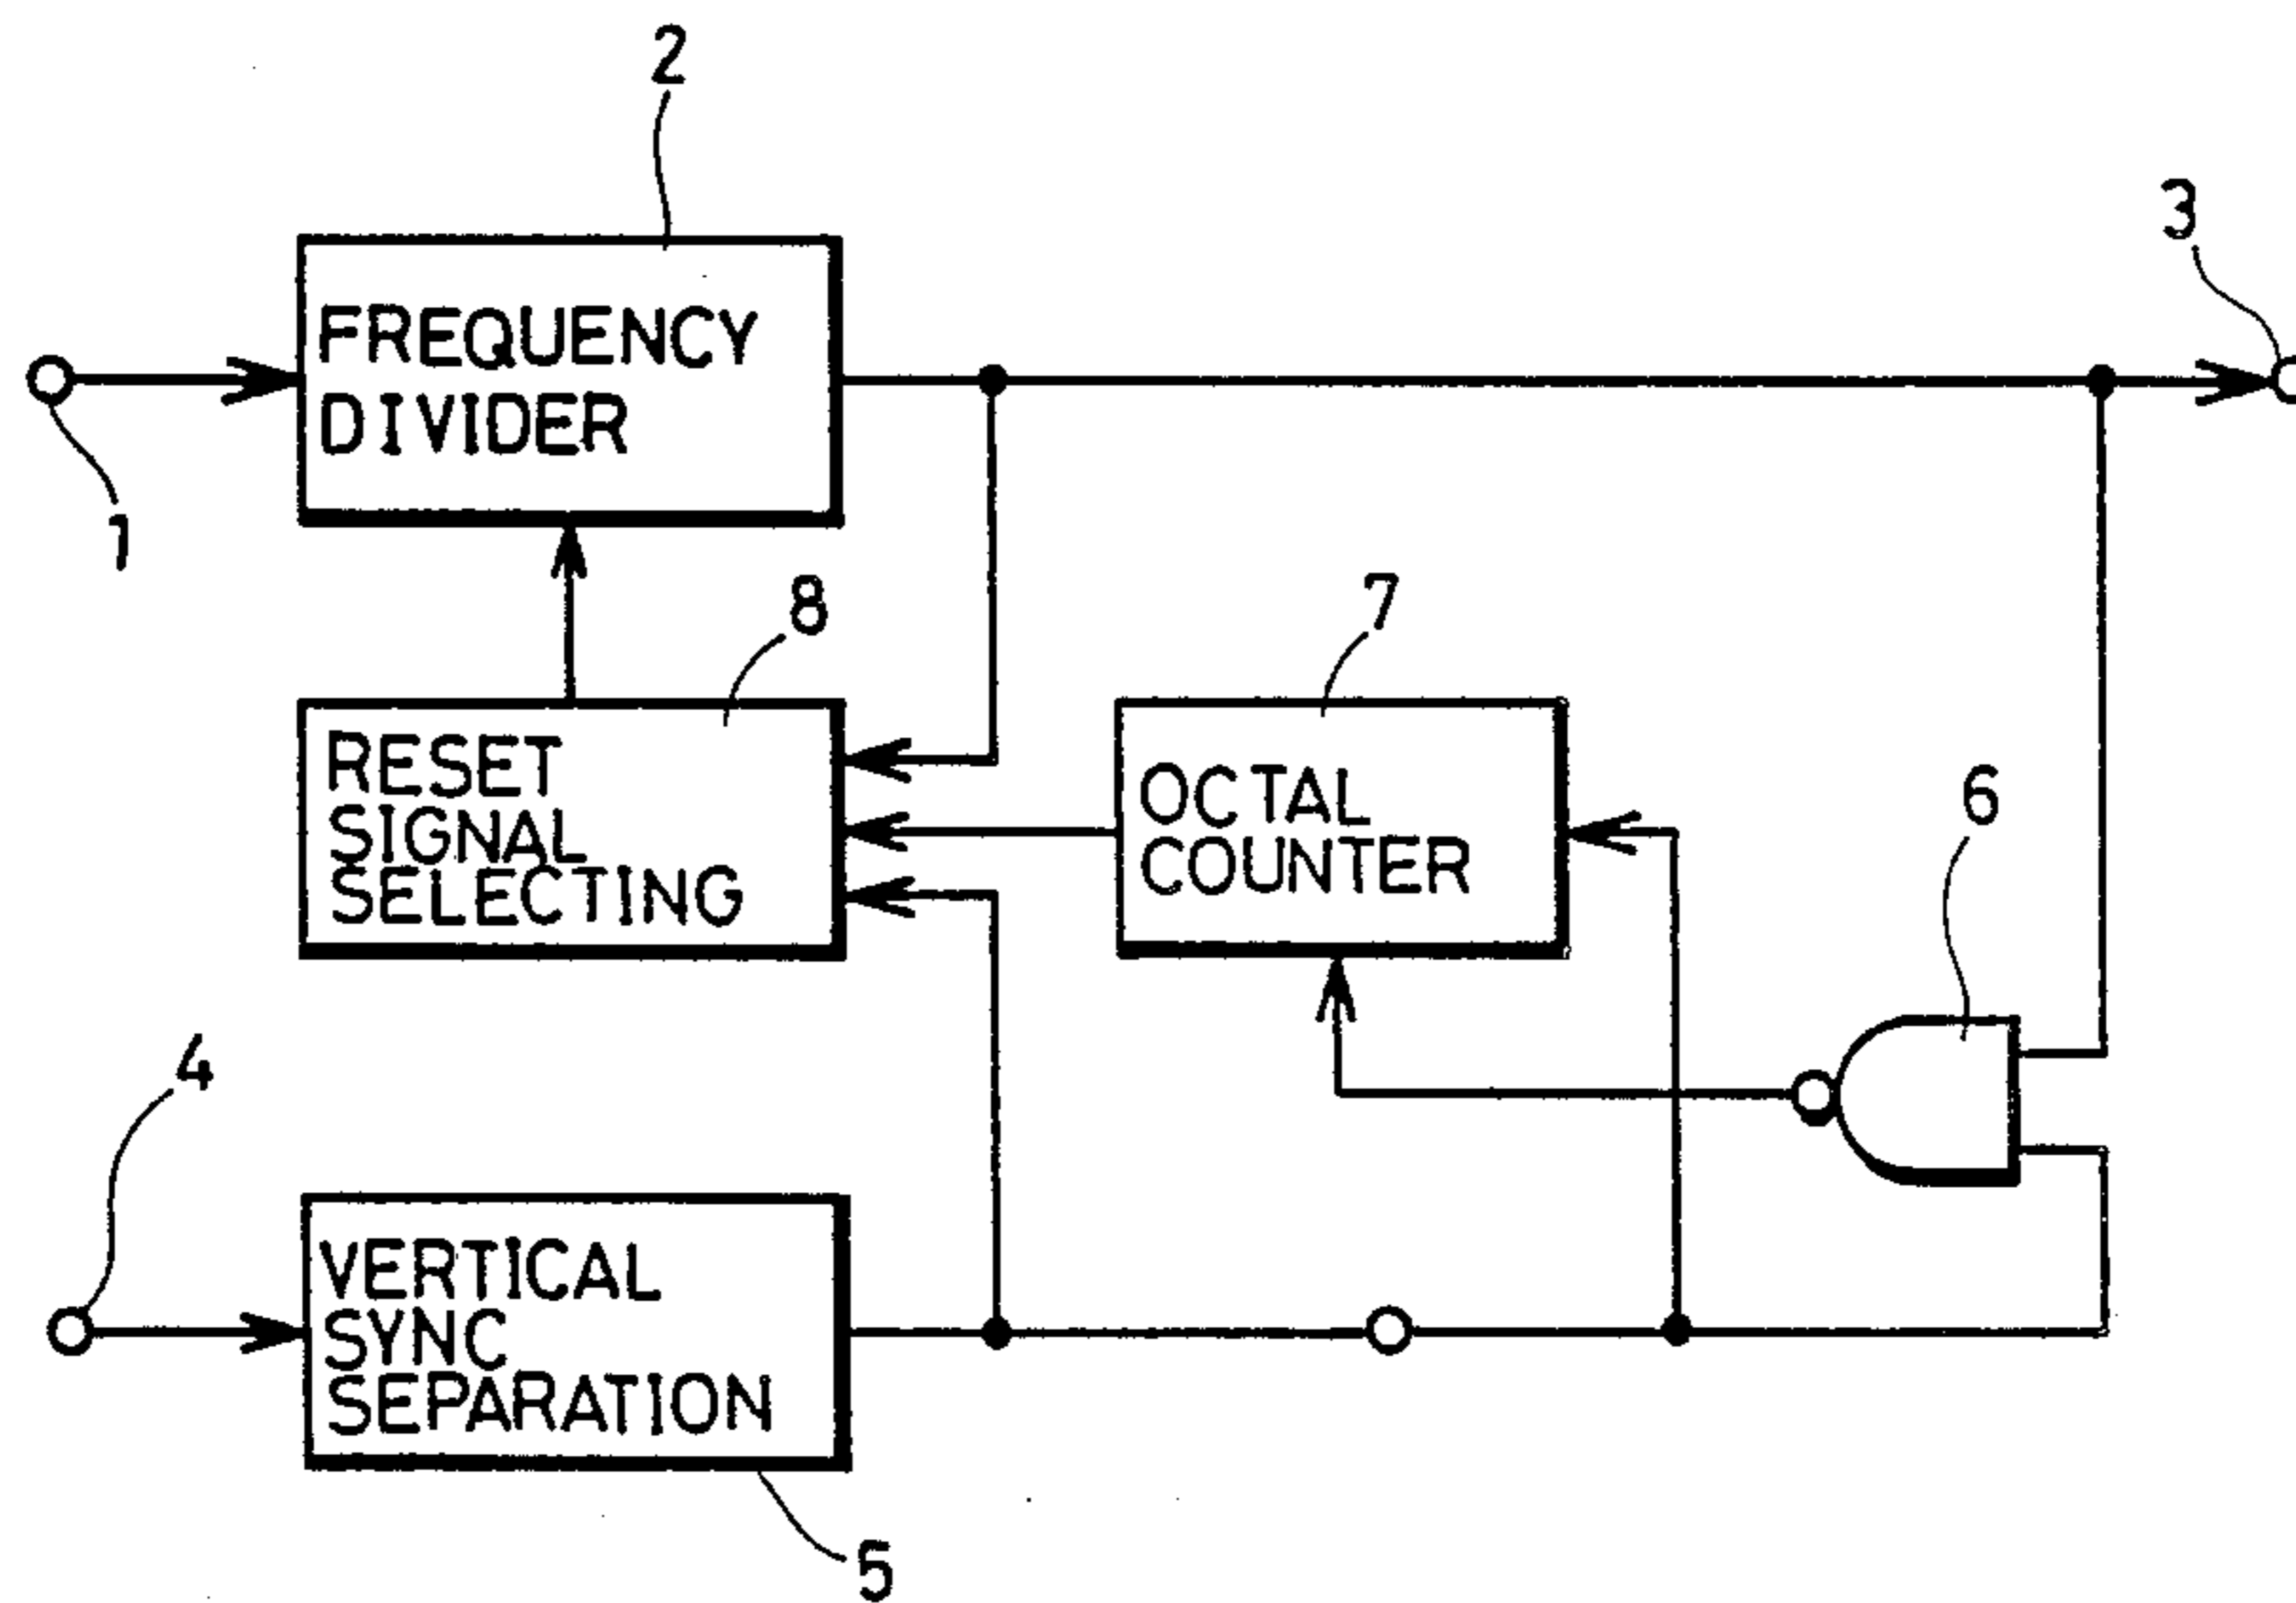 2
3
FREQUENCY
DIVIDER
1
8
7
RESET
SIGNAL
SELECTING
OCTAL
COUNTER
6
4
VERTICAL
SYNC
SEPARATION
5